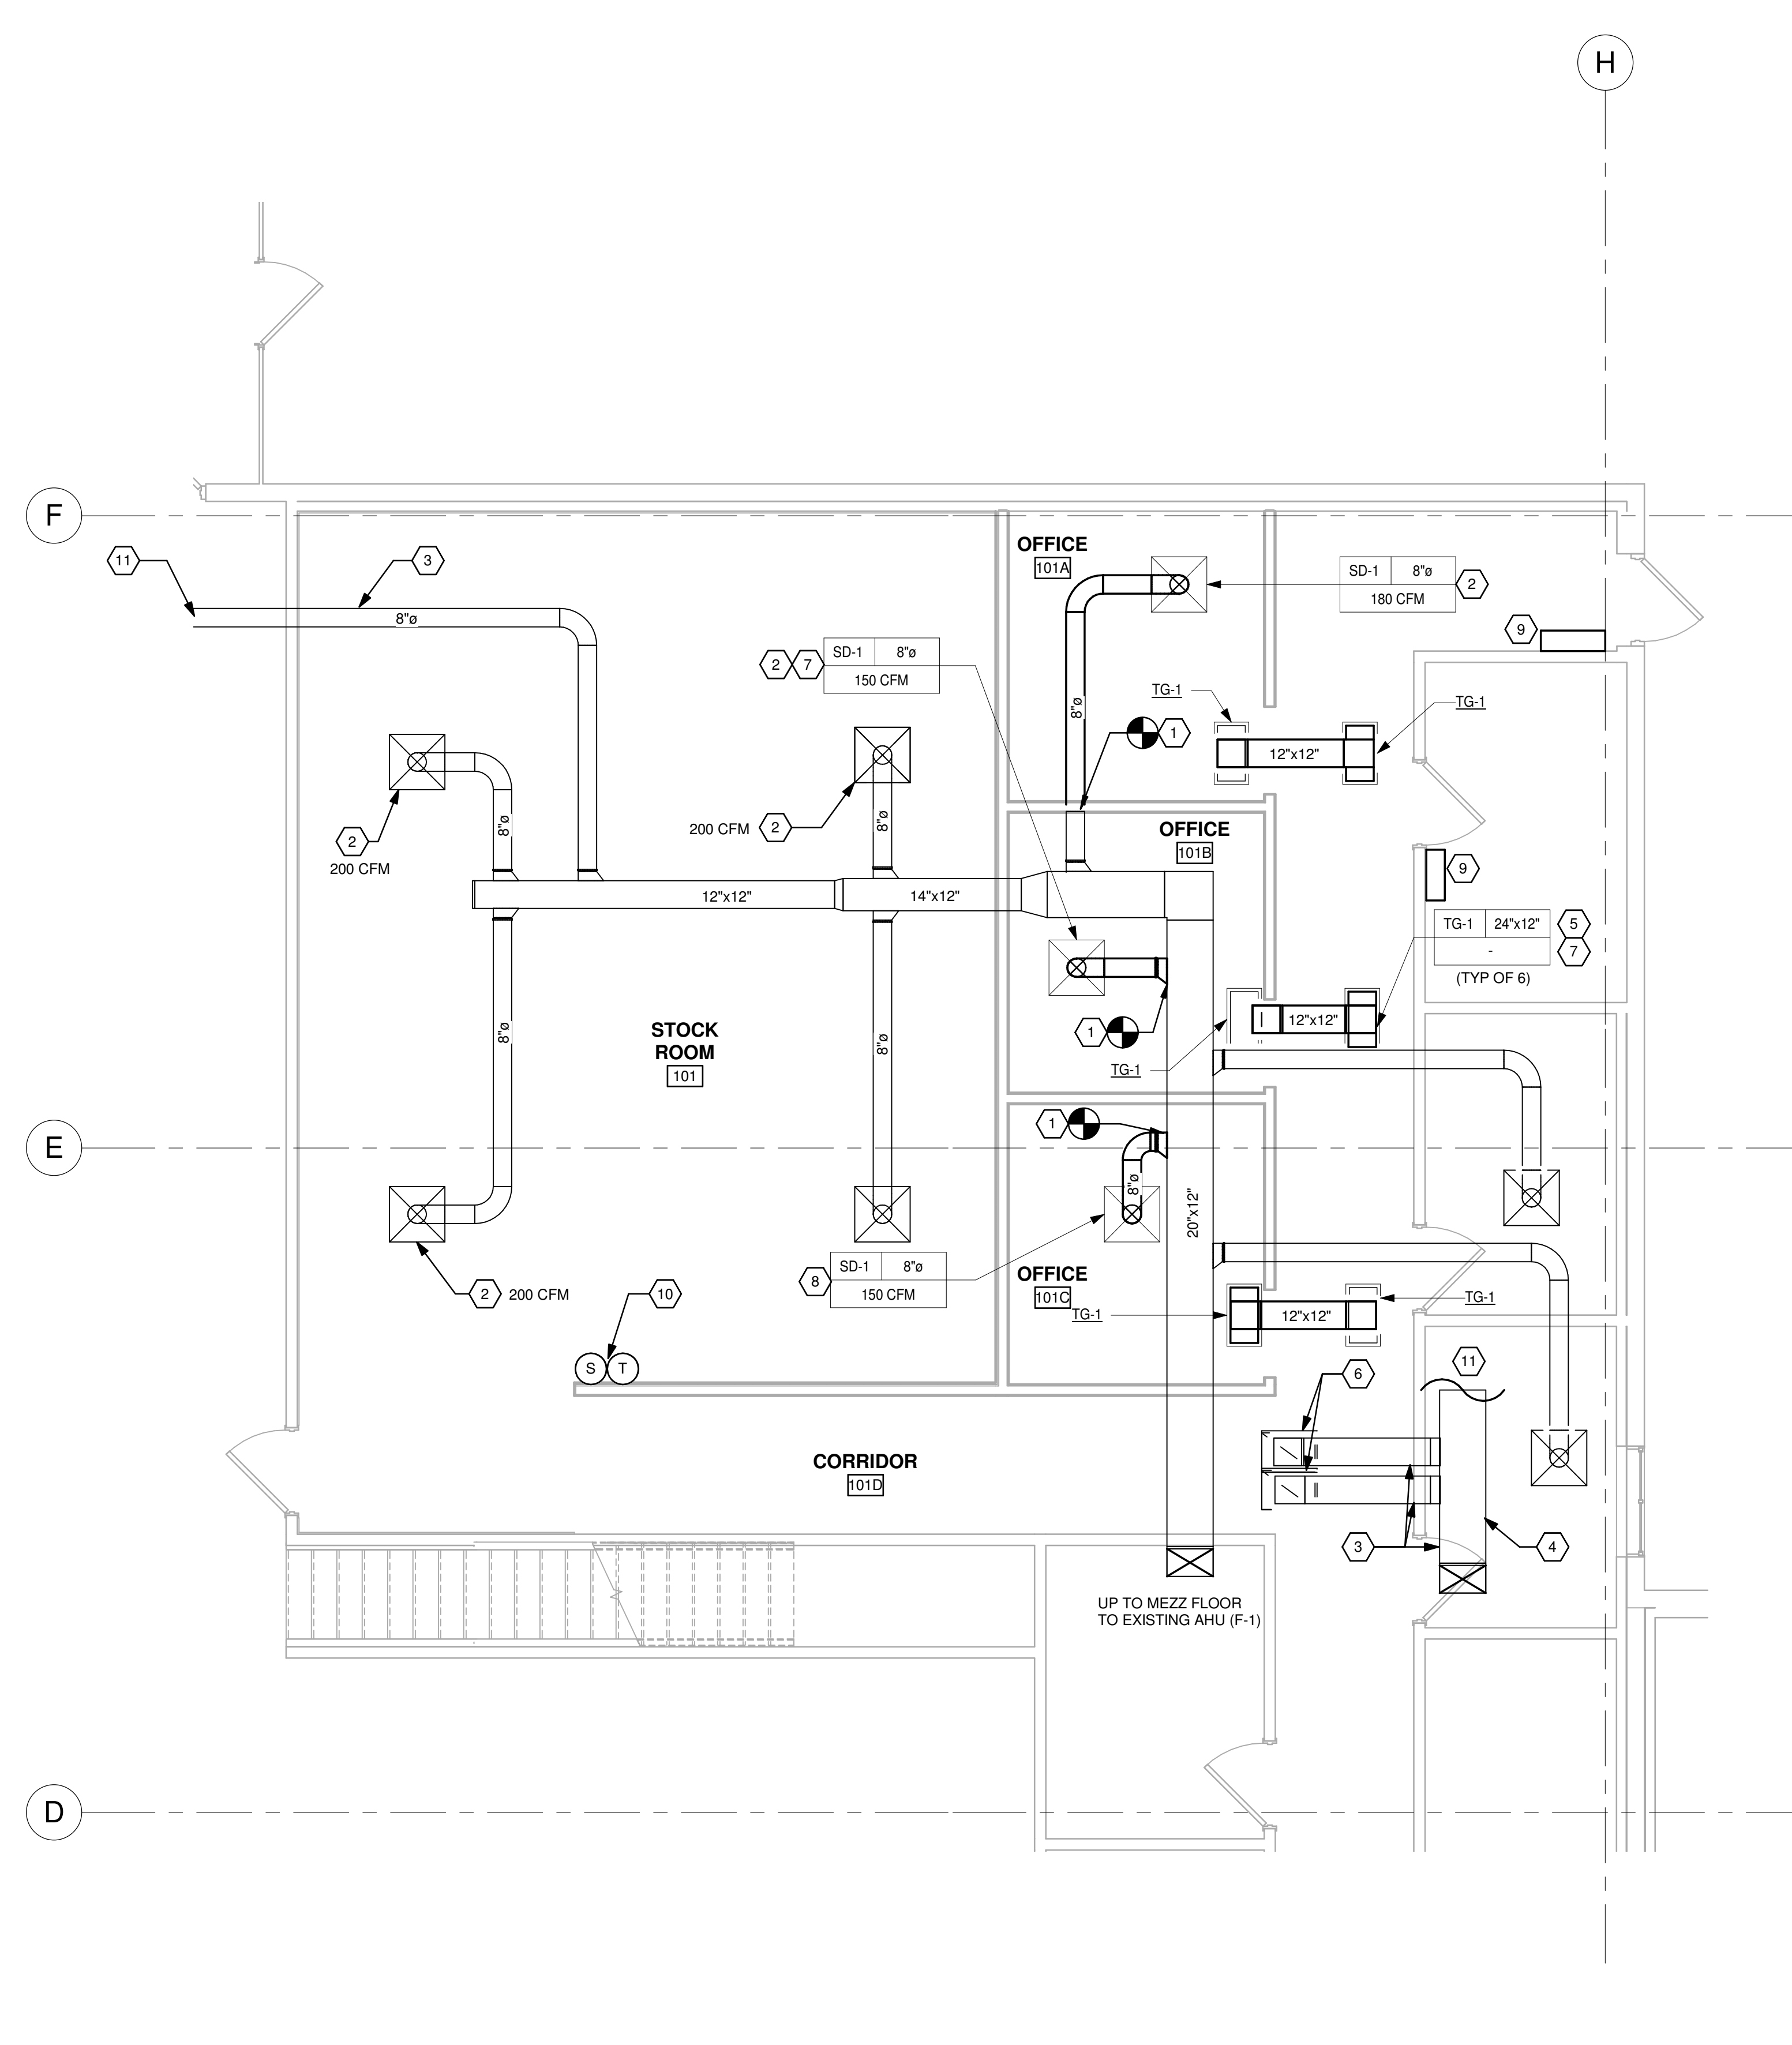 H
F
11
3
8"ø
OFFICE
101A
SD-1 8"ø
180 CFM
2
9
2 7
SD-1 8"ø
150 CFM
TG-1
TG-1
8"ø
1
12"x12"
2
200 CFM
8"ø
200 CFM
2
8"ø
OFFICE
101B
9
12"x12"
14"x12"
TG-1 24"x12"
-
5
7
(TYP OF 6)
STOCK
ROOM
101
8"ø
8"ø
1
12"x12"
TG-1
E
1
8"ø
20"x12"
8
SD-1 8"ø
150 CFM
OFFICE
101C
TG-1
12"x12"
TG-1
2
200 CFM
10
S
T
6
11
CORRIDOR
101D
3
4
UP TO MEZZ FLOOR
TO EXISTING AHU (F-1)
D